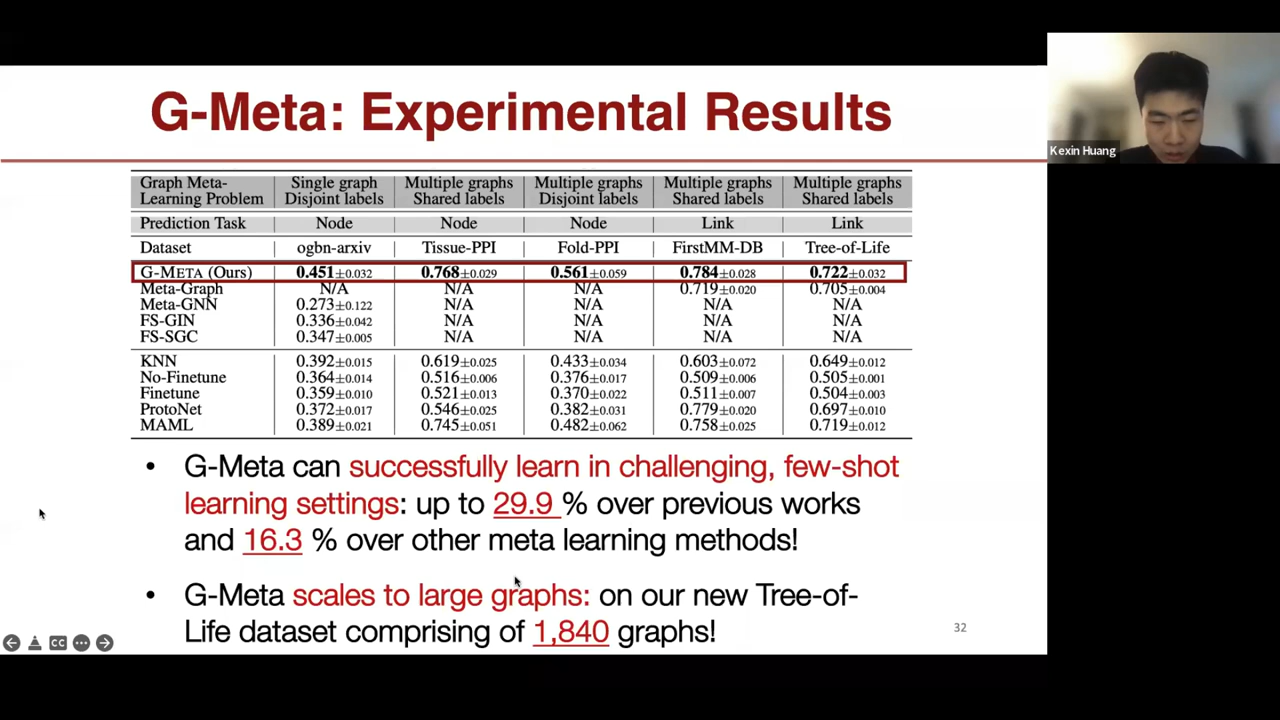 G-Meta: Experimental Results
Kexin Huang
Graph Meta-Learning Problem | Single graph Disjoint labels | Multiple graphs Shared labels | Multiple graphs Disjoint labels | Multiple graphs Shared labels | Multiple graphs Shared labels
Prediction Task | Node | Node | Node | Link | Link
Dataset | ogbn-arxiv | Tissue-PPI | Fold-PPI | FirstMM-DB | Tree-of-Life
G-META (Ours) | 0.451±0.032 | 0.768±0.029 | 0.561±0.059 | 0.784±0.028 | 0.722±0.032
Meta-Graph | N/A | N/A | N/A | 0.719±0.020 | 0.705±0.004
Meta-GNN | 0.273±0.122 | N/A | N/A | N/A | N/A
FS-GIN | 0.336±0.042 | N/A | N/A | N/A | N/A
FS-SGC | 0.347±0.005 | N/A | N/A | N/A | N/A
KNN | 0.392±0.015 | 0.619±0.025 | 0.433±0.034 | 0.603±0.072 | 0.649±0.012
No-Finetune | 0.364±0.014 | 0.516±0.006 | 0.376±0.017 | 0.509±0.006 | 0.505±0.001
Finetune | 0.359±0.010 | 0.521±0.013 | 0.370±0.022 | 0.511±0.007 | 0.504±0.003
ProtoNet | 0.372±0.017 | 0.546±0.025 | 0.382±0.031 | 0.779±0.020 | 0.697±0.010
MAML | 0.389±0.021 | 0.745±0.051 | 0.482±0.062 | 0.758±0.025 | 0.719±0.012
• G-Meta can successfully learn in challenging, few-shot
learning settings: up to 29.9 % over previous works
and 16.3 % over other meta learning methods!
• G-Meta scales to large graphs: on our new Tree-of-
Life dataset comprising of 1,840 graphs!
32
CC